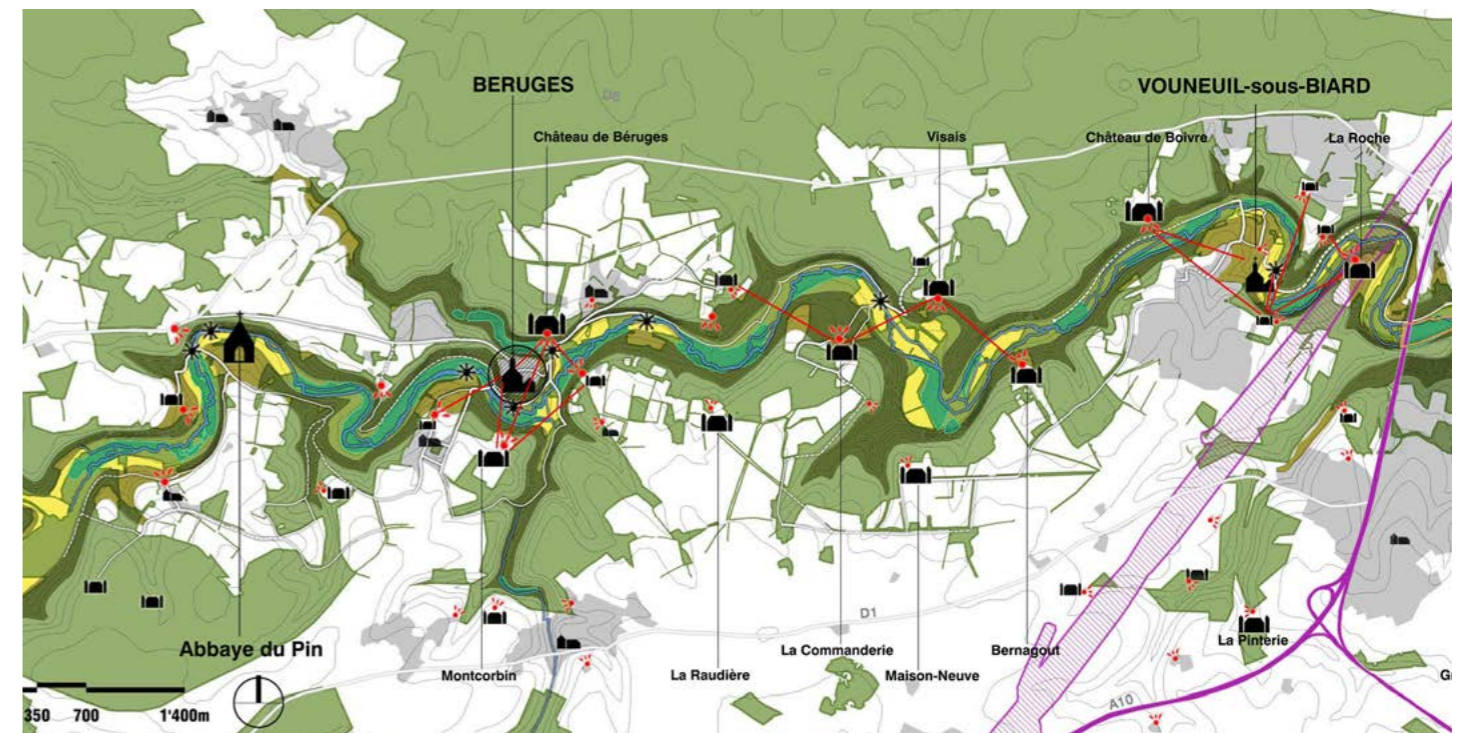 BERUGES
VOUNEUIL-sous-BIARD
D6
Château de Béruges
Visais
Château de Boivre
La Roche
D1
Abbaye du Pin
Montcorbin
La Raudière
La Commanderie
Maison-Neuve
Bernagout
La Pinterie
A10
350 700 1'400m